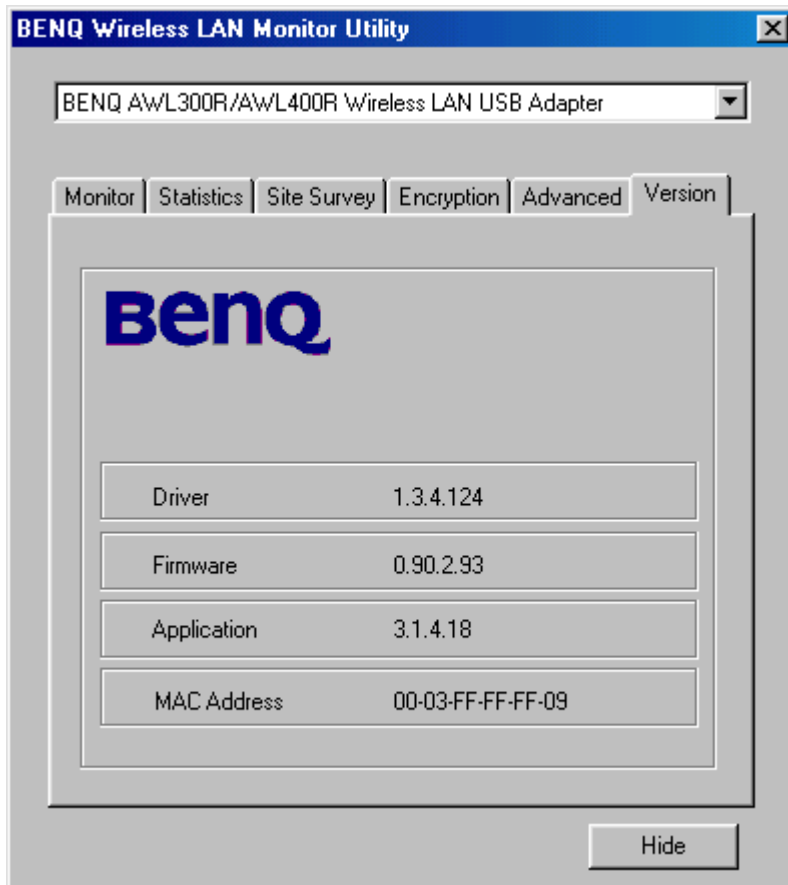 BENQ Wireless LAN Monitor Utility
BENQ AWL300R/AWL400R Wireless LAN USB Adapter
Monitor Statistics Site Survey Encryption Advanced Version
BenQ
Driver 1.3.4.124
Firmware 0.90.2.93
Application 3.1.4.18
MAC Address 00-03-FF-FF-FF-09
Hide